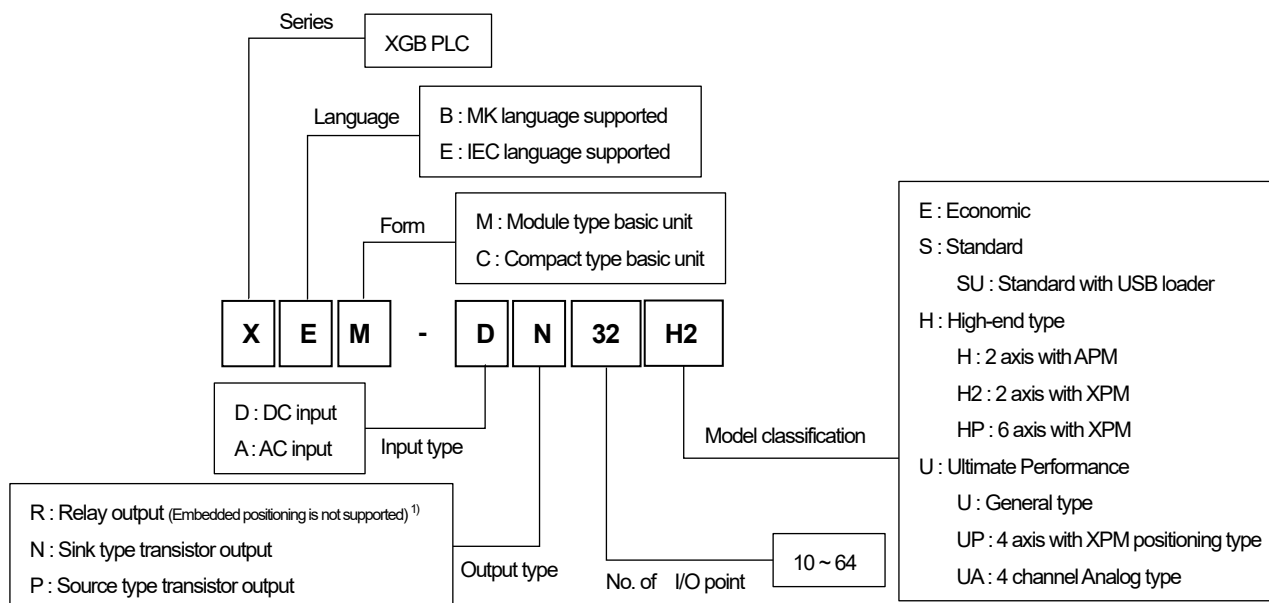 Series
XGB PLC
Language
B : MK language supported
E : IEC language supported
Form
M : Module type basic unit
C : Compact type basic unit
X E M - D N 32 H2
D : DC input
A : AC input
Input type
R : Relay output (Embedded positioning is not supported) 1)
N : Sink type transistor output
P : Source type transistor output
Output type
No. of I/O point
10 ~ 64
Model classification
E : Economic
S : Standard
SU : Standard with USB loader
H : High-end type
H : 2 axis with APM
H2 : 2 axis with XPM
HP : 6 axis with XPM
U : Ultimate Performance
U : General type
UP : 4 axis with XPM positioning type
UA : 4 channel Analog type